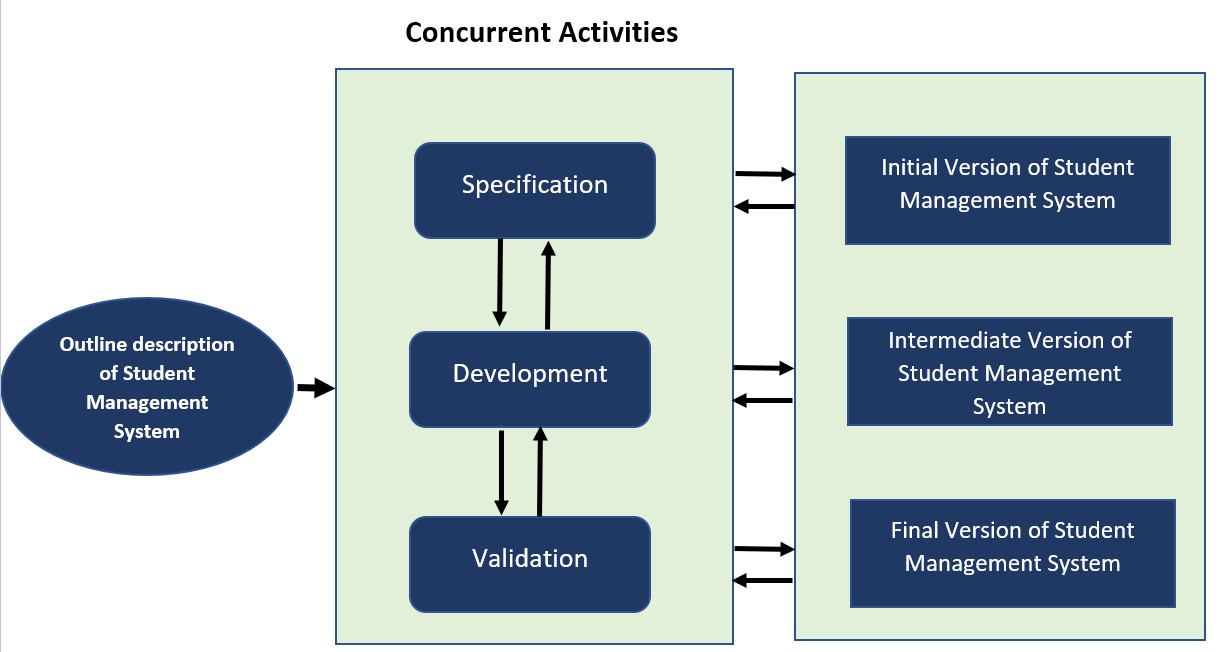 Concurrent Activities
Outline description
of Student
Management
System
Specification
Development
Validation
Initial Version of Student
Management System
Intermediate Version of
Student Management
System
Final Version of Student
Management System